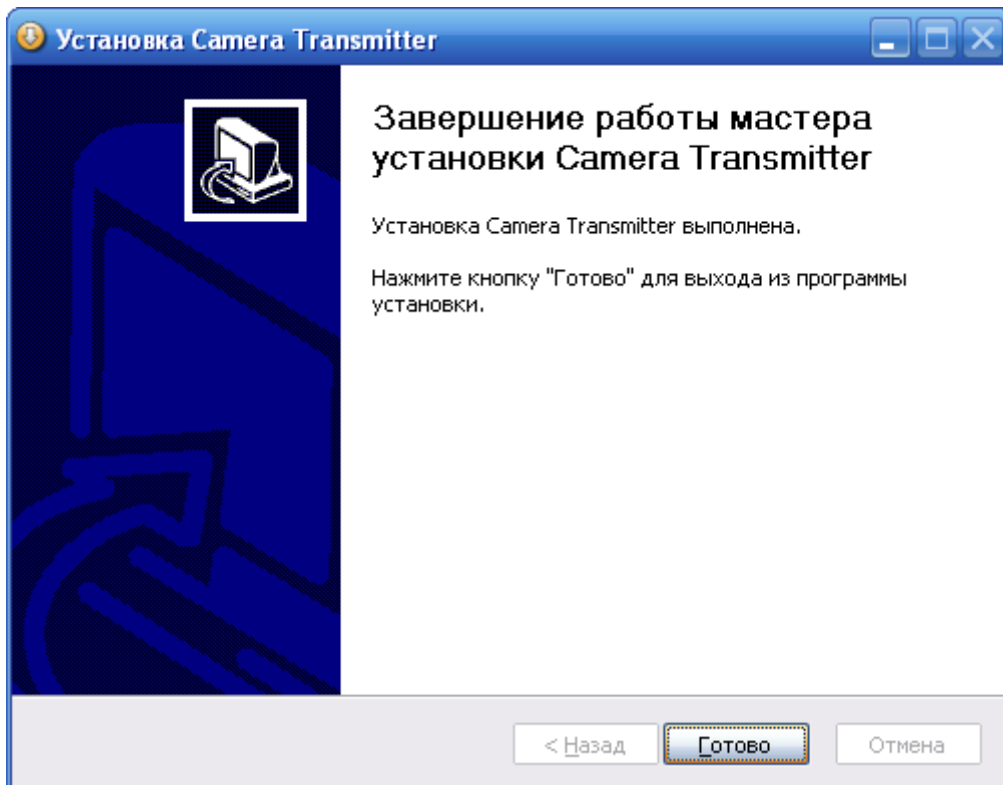 Установка Camera Transmitter
Завершение работы мастера
установки Camera Transmitter
Установка Camera Transmitter выполнена.
Нажмите кнопку "Готово" для выхода из программы
установки.
< Назад
Готово
Отмена